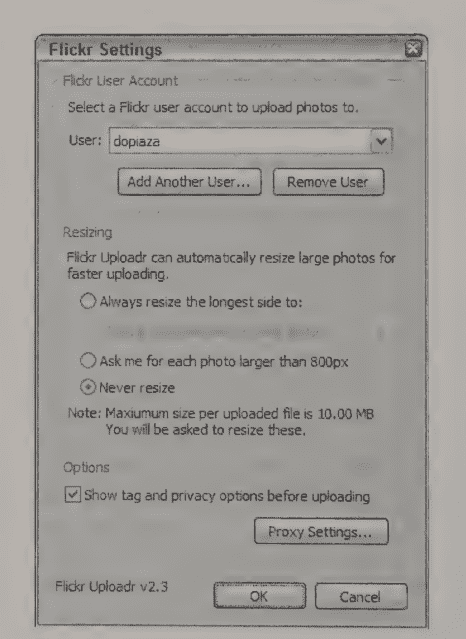 Flickr Settings
Flickr User Account
Select a Flickr user account to upload photos to.
User: dopiaza
Add Another User... Remove User
Resizing
Flickr Uploadr can automatically resize large photos for
faster uploading.
Always resize the longest side to:
Ask me for each photo larger than 800px
Never resize
Note: Maxiumum size per uploaded file is 10.00 MB
You will be asked to resize these.
Options
Show tag and privacy options before uploading
Proxy Settings...
Flickr Uploadr v2.3 OK Cancel